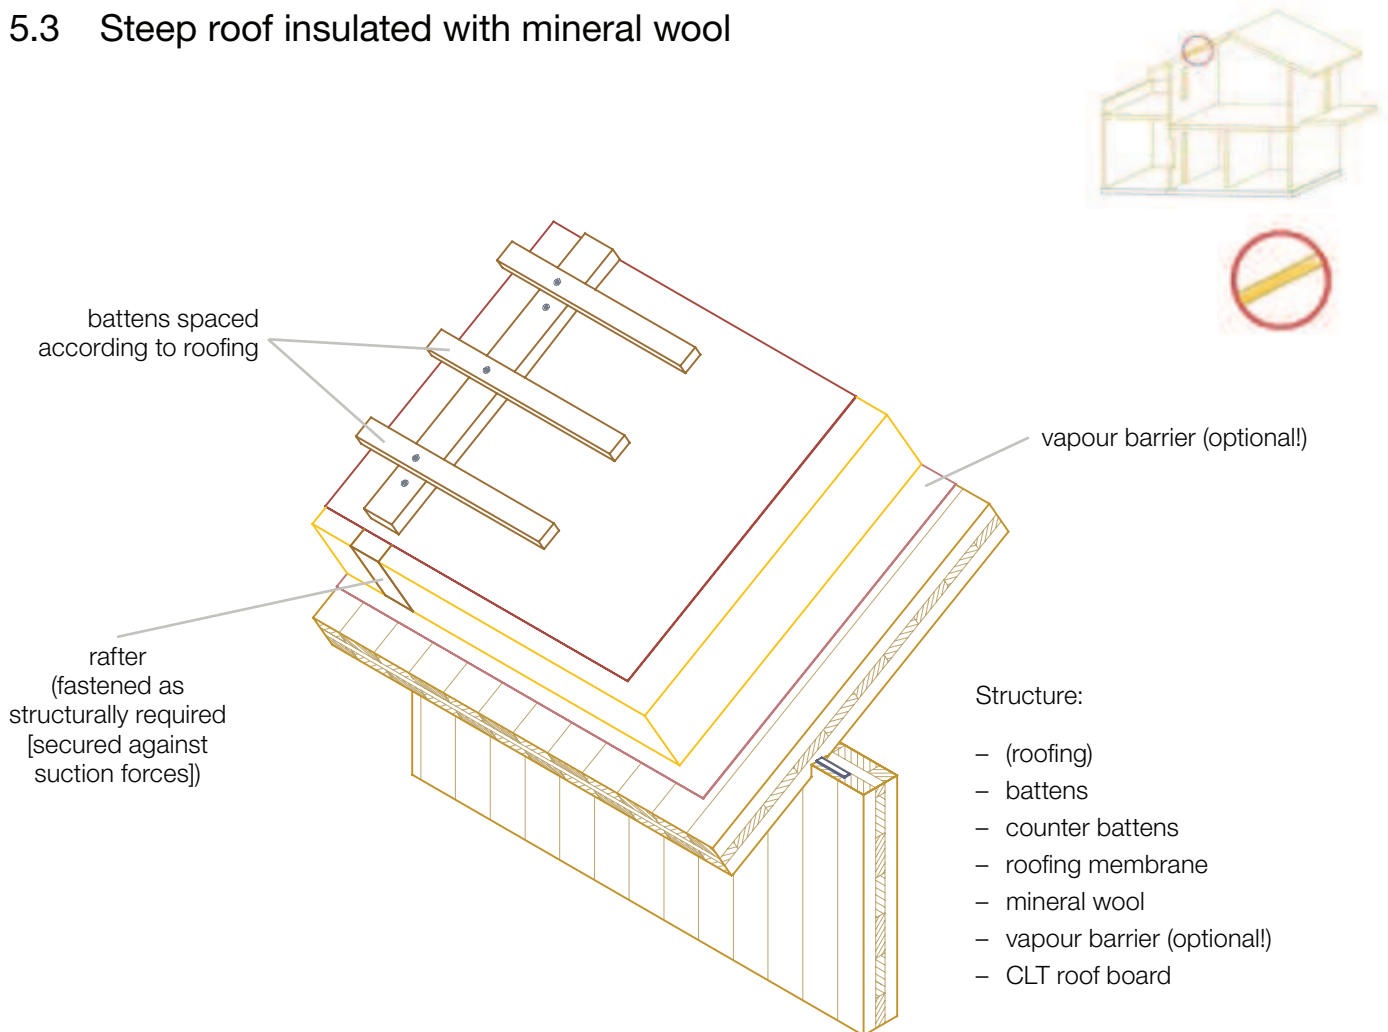 5.3 Steep roof insulated with mineral wool
battens spaced
according to roofing
vapour barrier (optional!)
rafter
(fastened as
structurally required
[secured against
suction forces])
Structure:
– (roofing)
– battens
– counter battens
– roofing membrane
– mineral wool
– vapour barrier (optional!)
– CLT roof board